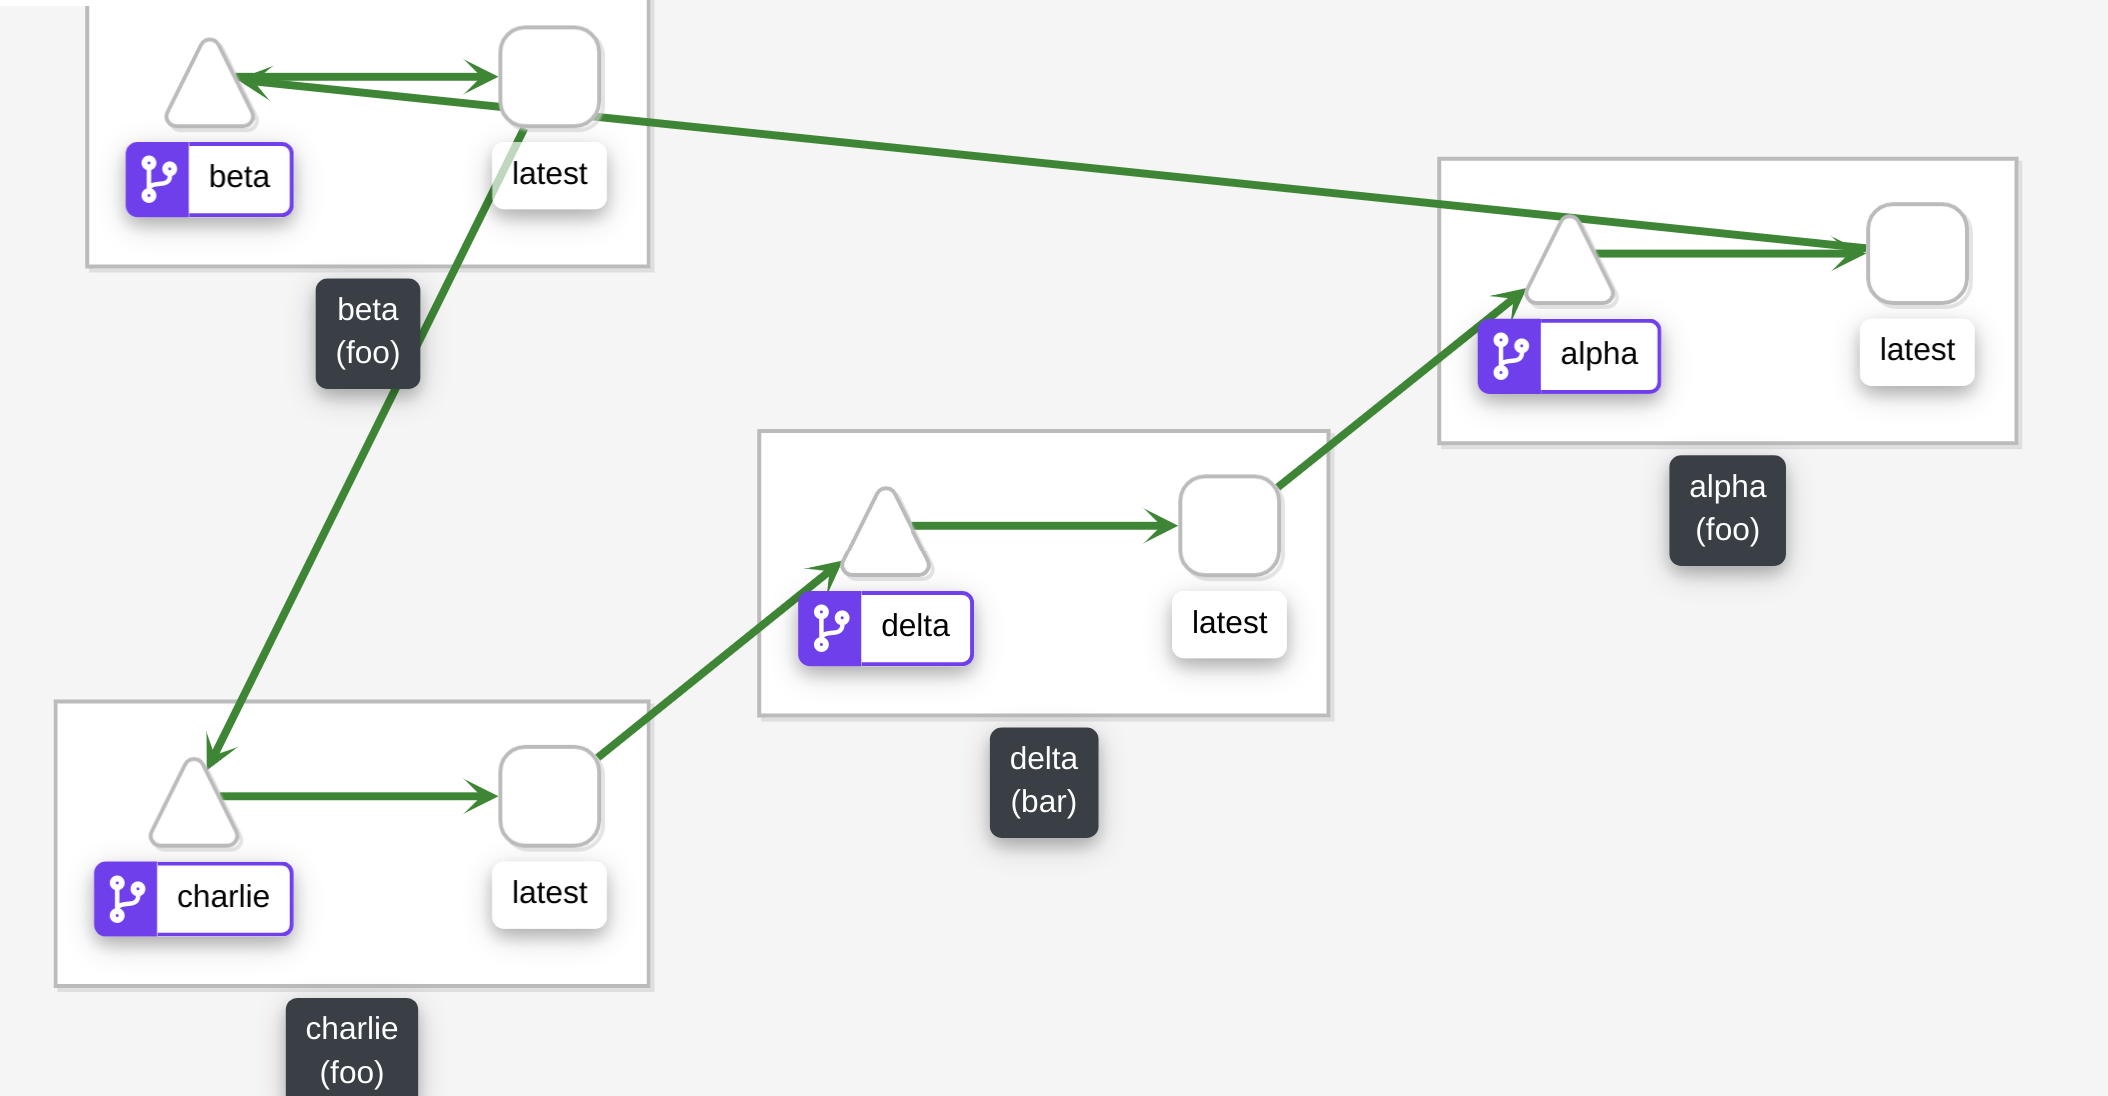 beta
latest
beta
(foo)
alpha
latest
alpha
(foo)
delta
latest
delta
(bar)
charlie
latest
charlie
(foo)